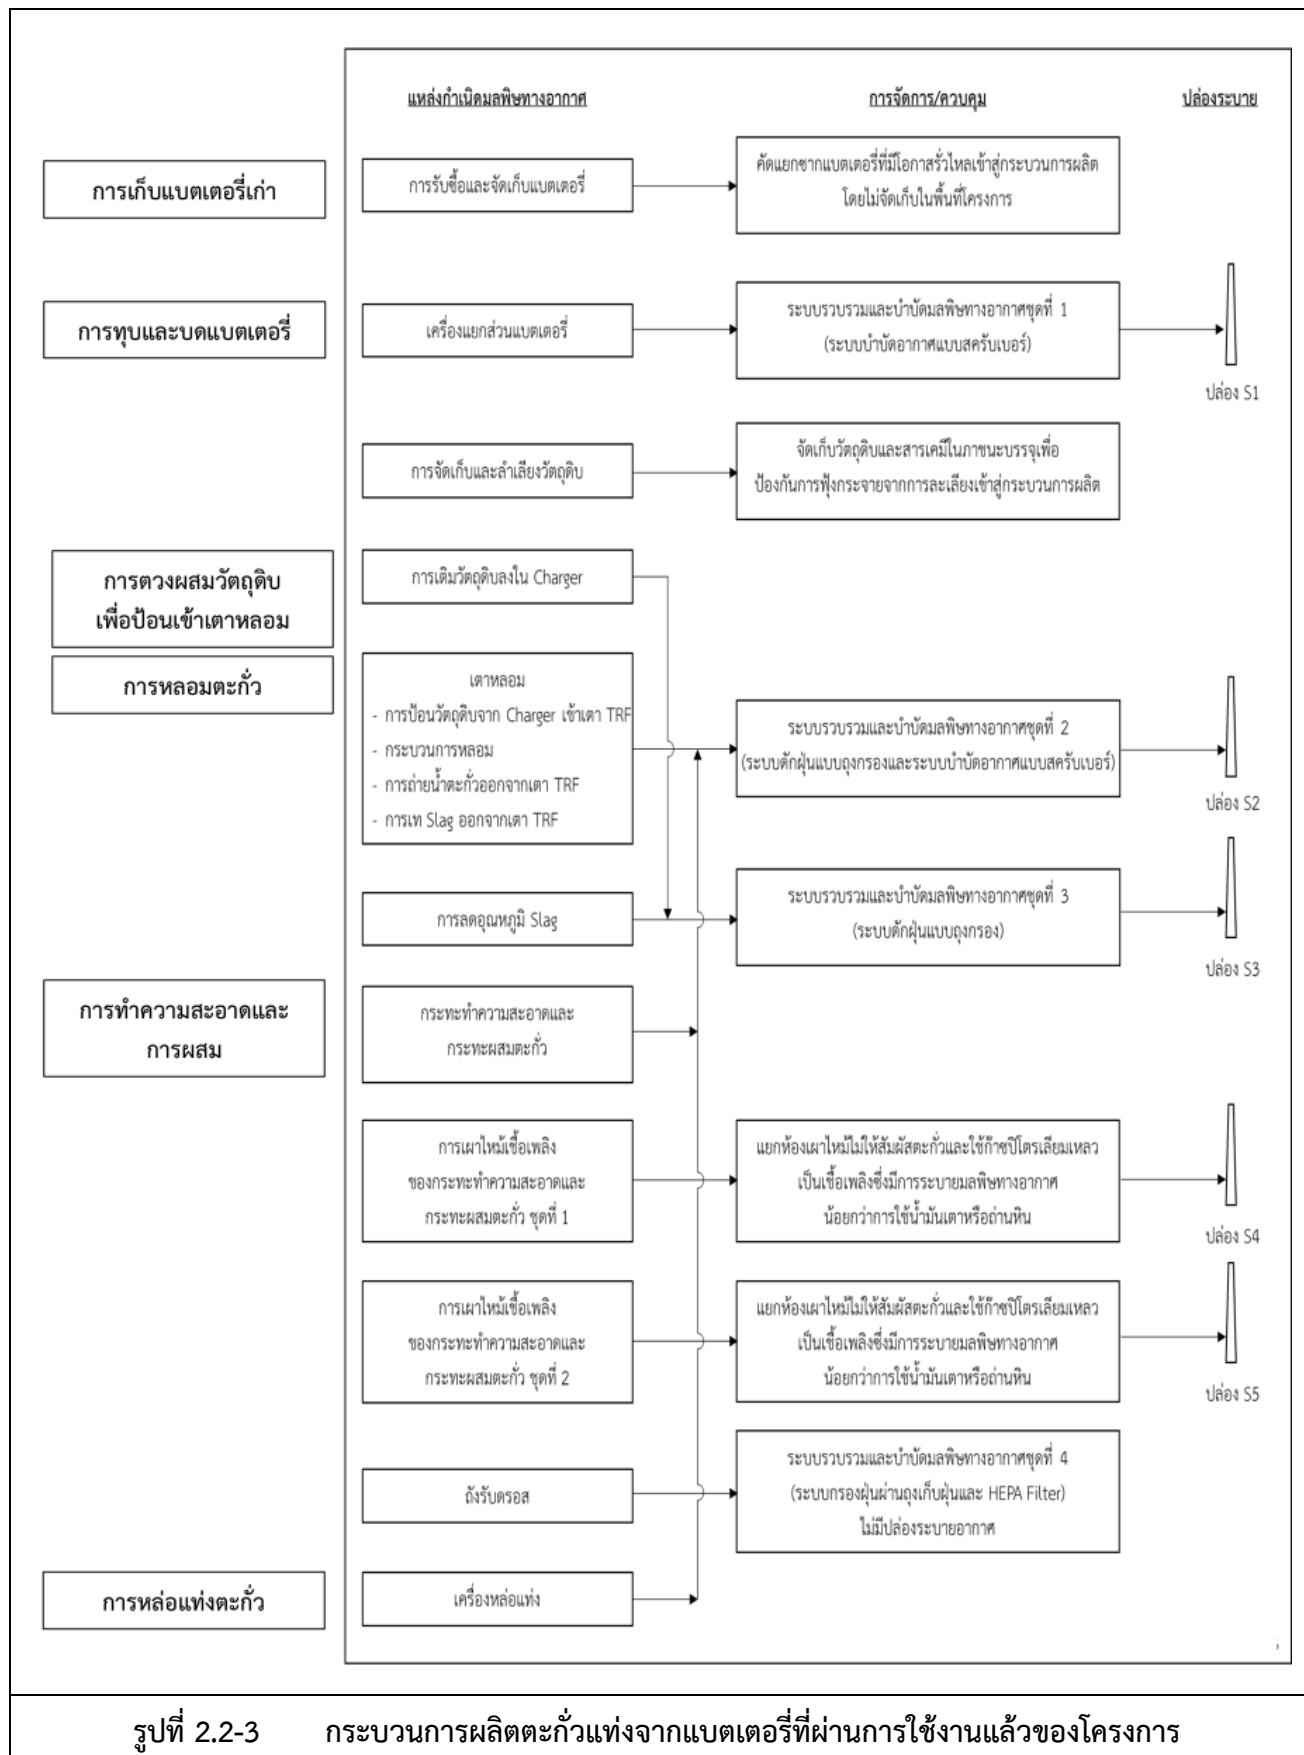 แหล่งกำเนิดมลพิษทางอากาศ
การจัดการ/ควบคุม
ปล่องระบาย
การเก็บแบตเตอรี่เก่า
การรับซื้อและจัดเก็บแบตเตอรี่
คัดแยกซากแบตเตอรี่ที่มีโอกาสรั่วไหลเข้าสู่กระบวนการผลิต
โดยไม่จัดเก็บในพื้นที่โครงการ
การทุบและบดแบตเตอรี่
เครื่องแยกส่วนแบตเตอรี่
ระบบรวบรวมและบำบัดมลพิษทางอากาศชุดที่ 1
(ระบบบำบัดอากาศแบบสครับเบอร์)
ปล่อง S1
การจัดเก็บและลำเลียงวัตถุดิบ
จัดเก็บวัตถุดิบและสารเคมีในภาชนะบรรจุเพื่อ
ป้องกันการฟุ้งกระจายจากการละเลียงเข้าสู่กระบวนการผลิต
การตวงผสมวัตถุดิบ
เพื่อป้อนเข้าเตาหลอม
การเติมวัตถุดิบลงใน Charger
การหลอมตะกั่ว
เตาหลอม
- การป้อนวัตถุดิบจาก Charger เข้าเตา TRF
- กระบวนการหลอม
- การถ่ายน้ำตะกั่วออกจากเตา TRF
- การเท Slag ออกจากเตา TRF
ระบบรวบรวมและบำบัดมลพิษทางอากาศชุดที่ 2
(ระบบดักฝุ่นแบบถุงกรองและระบบบำบัดอากาศแบบสครับเบอร์)
ปล่อง S2
การลดอุณหภูมิ Slag
ระบบรวบรวมและบำบัดมลพิษทางอากาศชุดที่ 3
(ระบบดักฝุ่นแบบถุงกรอง)
ปล่อง S3
การทำความสะอาดและ
การผสม
กระทะทำความสะอาดและ
กระทะผสมตะกั่ว
การเผาไหม้เชื้อเพลิง
ของกระทะทำความสะอาดและ
กระทะผสมตะกั่ว ชุดที่ 1
แยกห้องเผาไหม้ไม่ให้สัมผัสตะกั่วและใช้ก๊าซปิโตรเลียมเหลว
เป็นเชื้อเพลิงซึ่งมีการระบายมลพิษทางอากาศ
น้อยกว่าการใช้น้ำมันเตาหรือถ่านหิน
ปล่อง S4
การเผาไหม้เชื้อเพลิง
ของกระทะทำความสะอาดและ
กระทะผสมตะกั่ว ชุดที่ 2
แยกห้องเผาไหม้ไม่ให้สัมผัสตะกั่วและใช้ก๊าซปิโตรเลียมเหลว
เป็นเชื้อเพลิงซึ่งมีการระบายมลพิษทางอากาศ
น้อยกว่าการใช้น้ำมันเตาหรือถ่านหิน
ปล่อง S5
ถังรับดรอส
ระบบรวบรวมและบำบัดมลพิษทางอากาศชุดที่ 4
(ระบบกรองฝุ่นผ่านถุงเก็บฝุ่นและ HEPA Filter)
ไม่มีปล่องระบายอากาศ
การหล่อแท่งตะกั่ว
เครื่องหล่อแท่ง
รูปที่ 2.2-3 กระบวนการผลิตตะกั่วแท่งจากแบตเตอรี่ที่ผ่านการใช้งานแล้วของโครงการ